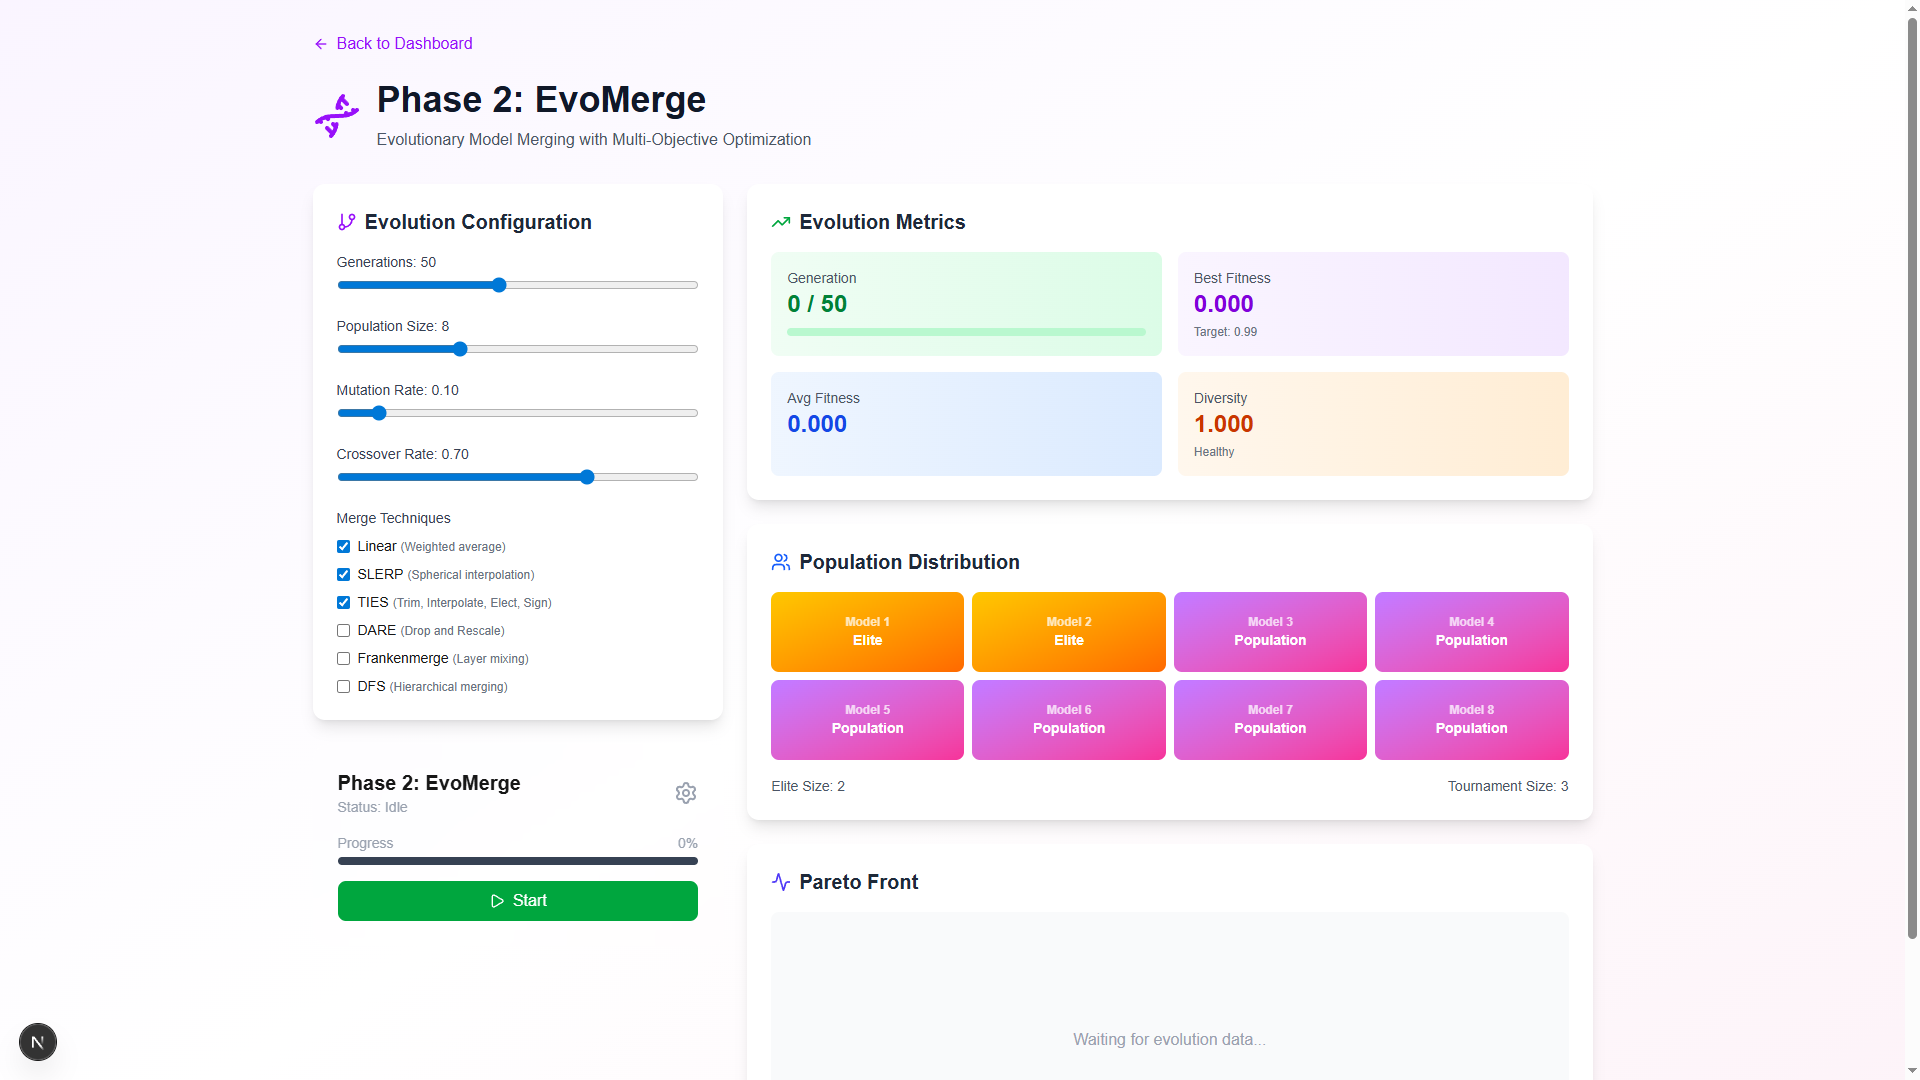 Back to Dashboard
Phase 2: EvoMerge
Evolutionary Model Merging with Multi-Objective Optimization
Evolution Configuration
Generations: 50
Population Size: 8
Mutation Rate: 0.10
Crossover Rate: 0.70
Merge Techniques
Linear (Weighted average)
SLERP (Spherical interpolation)
TIES (Trim, Interpolate, Elect, Sign)
DARE (Drop and Rescale)
Frankenmerge (Layer mixing)
DFS (Hierarchical merging)
Phase 2: EvoMerge
Status: Idle
Progress 0%
Start
Evolution Metrics
Generation
0 / 50
Best Fitness
0.000
Target: 0.99
Avg Fitness
0.000
Diversity
1.000
Healthy
Population Distribution
Model 1
Elite
Model 2
Elite
Model 3
Population
Model 4
Population
Model 5
Population
Model 6
Population
Model 7
Population
Model 8
Population
Elite Size: 2
Tournament Size: 3
Pareto Front
Waiting for evolution data...
N